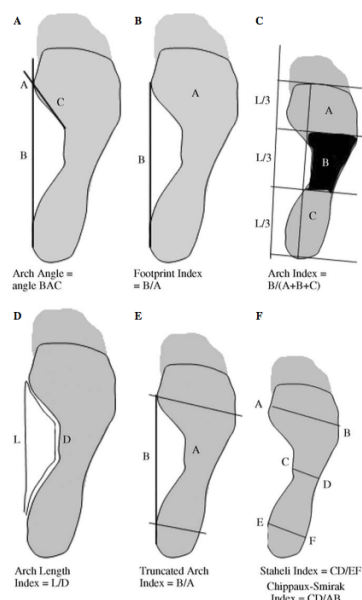 A
B
C
A
C
B
A
B
L/3
A
L/3
B
L/3
C
Arch Angle =
angle BAC
Footprint Index
= B/A
Arch Index =
B/(A+B+C)
D
E
F
L
D
B
A
A
B
C
D
E
F
Arch Length
Index = L/D
Truncated Arch
Index = B/A
Staheli Index = CD/EF
Chippaux-Smirak
Index = CD/AB